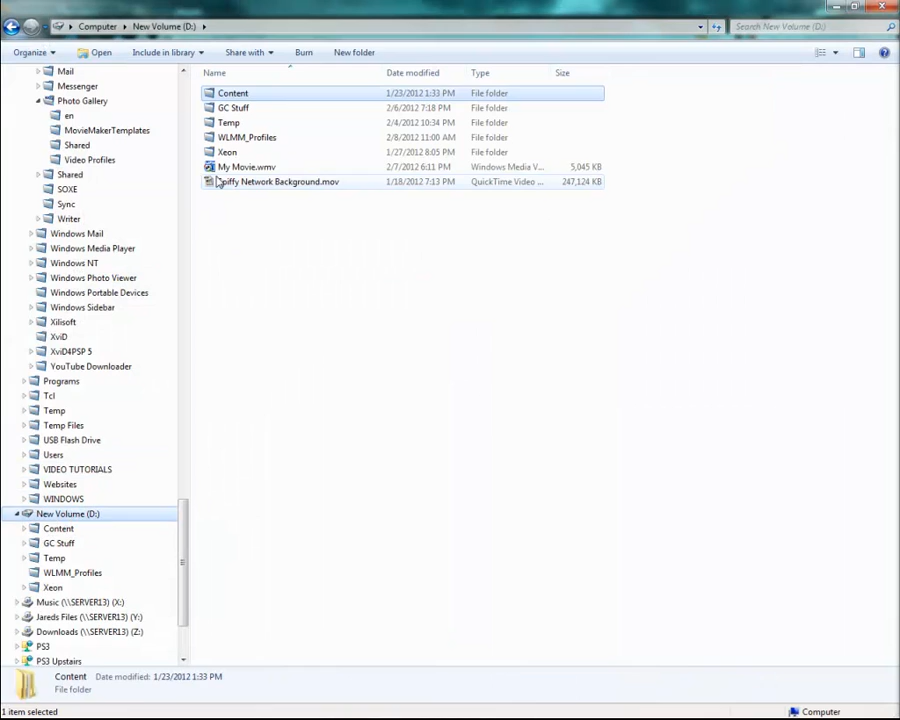 Computer ▸ New Volume (D:) ▸
Search New Volume (D:)
Organize Open Include in library Share with Burn New folder
Name Date modified Type Size
Content 1/23/2012 1:33 PM File folder
GC Stuff 2/6/2012 7:18 PM File folder
Temp 2/4/2012 10:34 PM File folder
WLMM_Profiles 2/8/2012 11:00 AM File folder
Xeon 1/27/2012 8:05 PM File folder
My Movie.wmv 2/7/2012 6:11 PM Windows Media V... 5,045 KB
piffy Network Background.mov 1/18/2012 7:13 PM QuickTime Video ... 247,124 KB
Mail
Messenger
Photo Gallery
en
MovieMakerTemplates
Shared
Video Profiles
Shared
SOXE
Sync
Writer
Windows Mail
Windows Media Player
Windows NT
Windows Photo Viewer
Windows Portable Devices
Windows Sidebar
Xilisoft
XviD
XviD4PSP 5
YouTube Downloader
Programs
Tcl
Temp
Temp Files
USB Flash Drive
Users
VIDEO TUTORIALS
Websites
WINDOWS
New Volume (D:)
Content
GC Stuff
Temp
WLMM_Profiles
Xeon
Music (\\SERVER13) (X:)
Jareds Files (\\SERVER13) (Y:)
Downloads (\\SERVER13) (Z:)
PS3
PS3 Upstairs
Content Date modified: 1/23/2012 1:33 PM
File folder
1 item selected
Computer